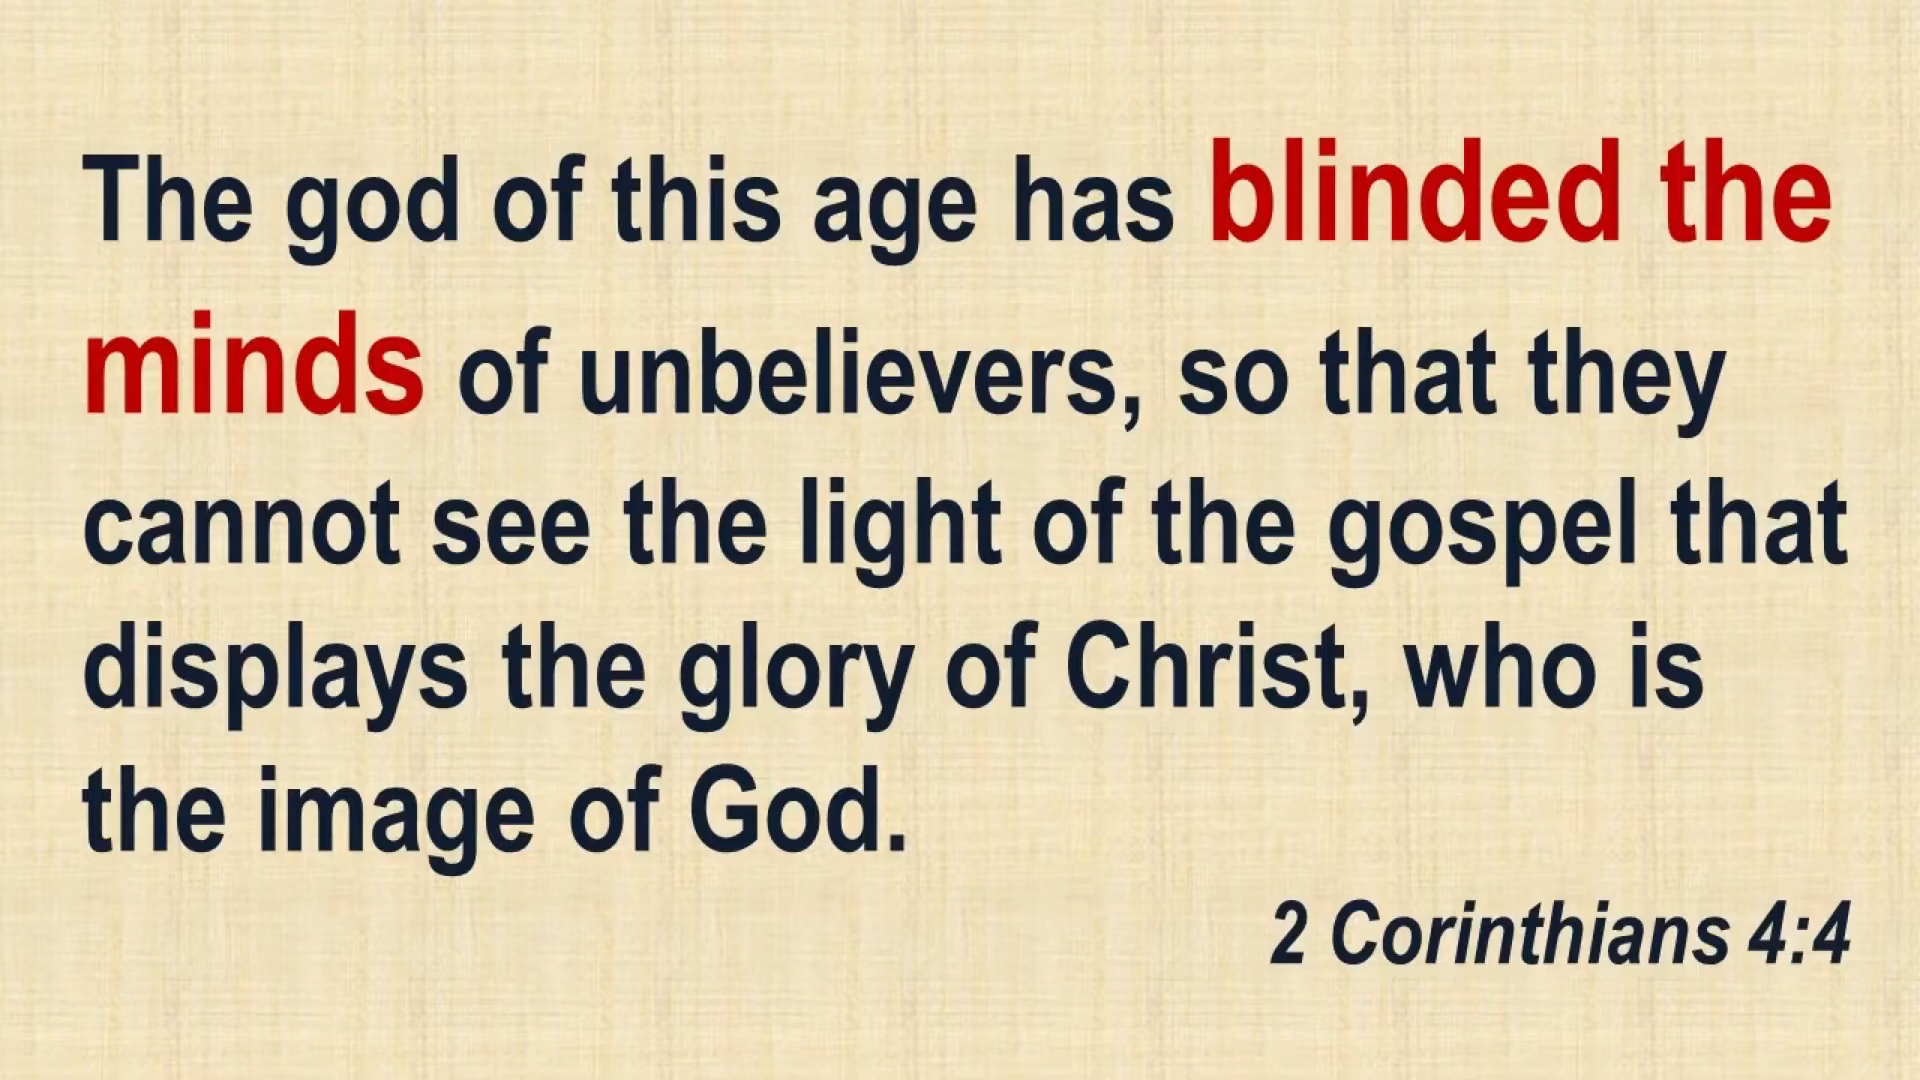 The god of this age has blinded the
minds of unbelievers, so that they
cannot see the light of the gospel that
displays the glory of Christ, who is
the image of God.
2 Corinthians 4:4